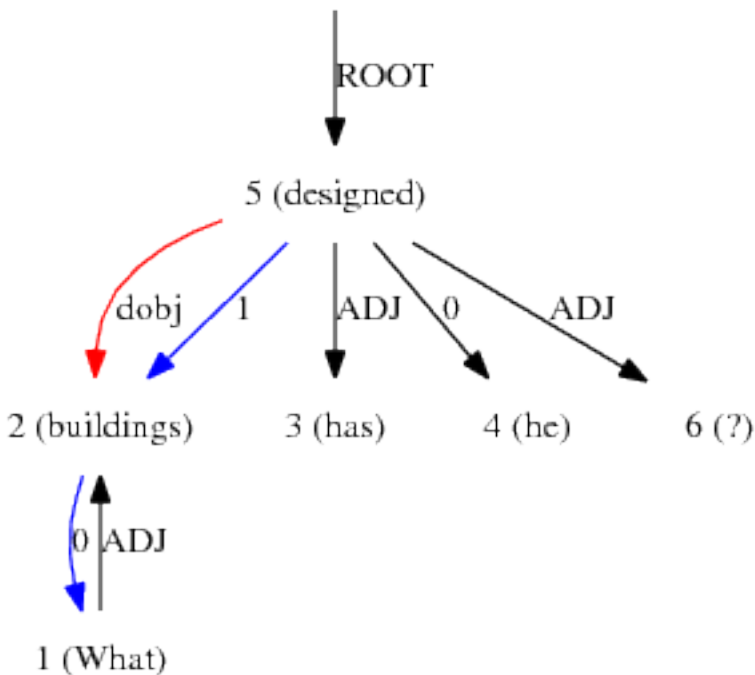 ROOT
5 (designed)
dobj 1 ADJ 0 ADJ
2 (buildings) 3 (has) 4 (he) 6 (?)
0 ADJ
1 (What)